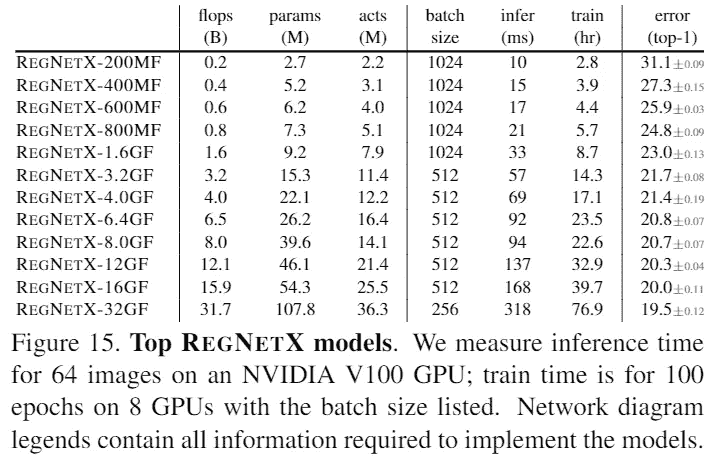 flops params acts batch infer train error
(B) (M) (M) size (ms) (hr) (top-1)
REGNETX-200MF 0.2 2.7 2.2 1024 10 2.8 31.1±0.09
REGNETX-400MF 0.4 5.2 3.1 1024 15 3.9 27.3±0.15
REGNETX-600MF 0.6 6.2 4.0 1024 17 4.4 25.9±0.03
REGNETX-800MF 0.8 7.3 5.1 1024 21 5.7 24.8±0.09
REGNETX-1.6GF 1.6 9.2 7.9 1024 33 8.7 23.0±0.13
REGNETX-3.2GF 3.2 15.3 11.4 512 57 14.3 21.7±0.08
REGNETX-4.0GF 4.0 22.1 12.2 512 69 17.1 21.4±0.19
REGNETX-6.4GF 6.5 26.2 16.4 512 92 23.5 20.8±0.07
REGNETX-8.0GF 8.0 39.6 14.1 512 94 22.6 20.7±0.07
REGNETX-12GF 12.1 46.1 21.4 512 137 32.9 20.3±0.04
REGNETX-16GF 15.9 54.3 25.5 512 168 39.7 20.0±0.11
REGNETX-32GF 31.7 107.8 36.3 256 318 76.9 19.5±0.12
Figure 15. Top REGNETX models. We measure inference time
for 64 images on an NVIDIA V100 GPU; train time is for 100
epochs on 8 GPUs with the batch size listed. Network diagram
legends contain all information required to implement the models.